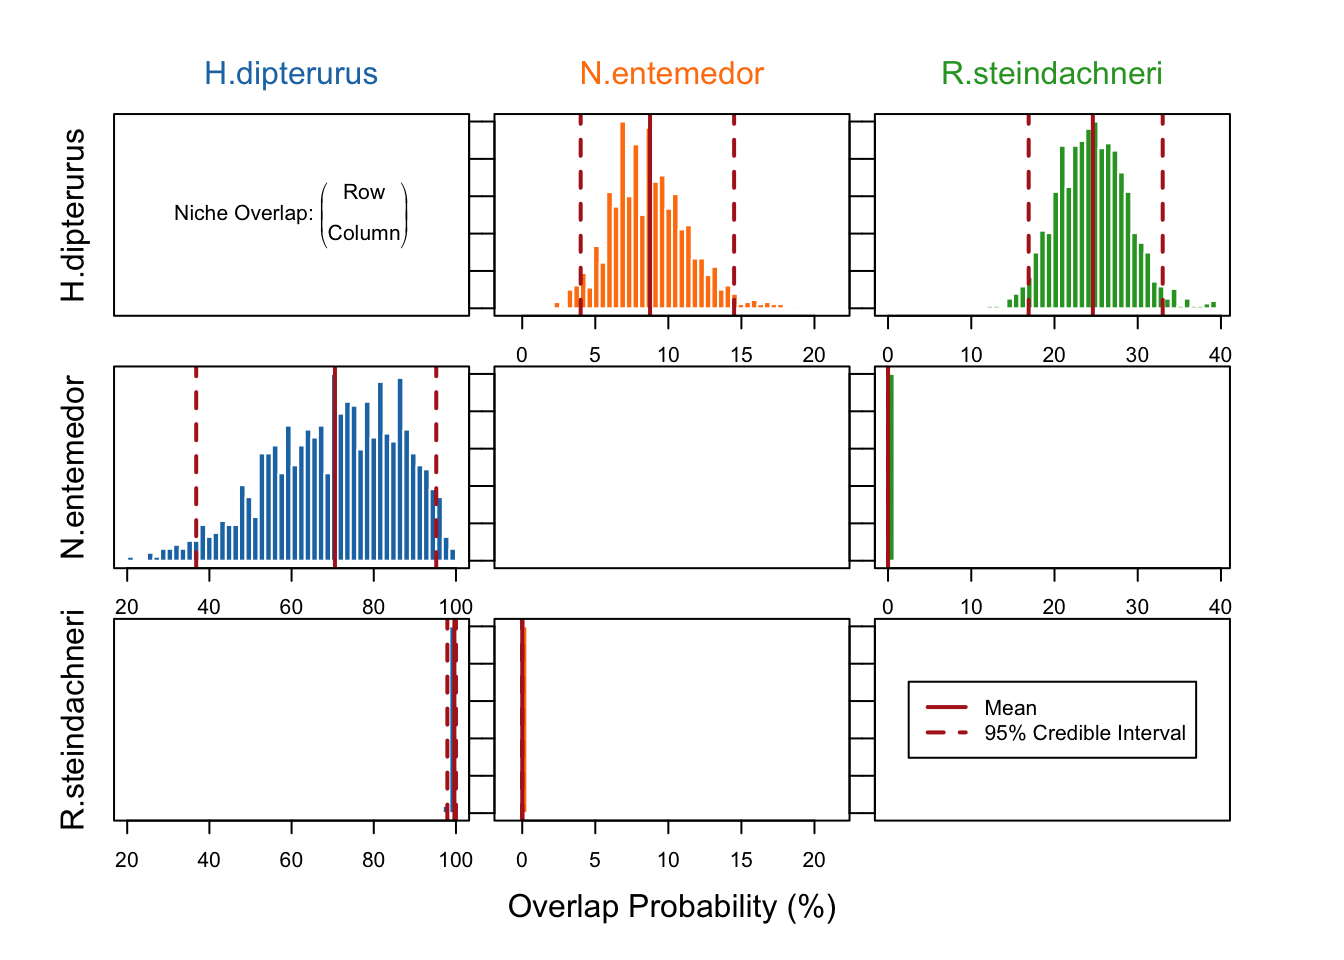 H.dipterurus N.entemedor R.steindachneri
H.dipterurus
Niche Overlap: (Row
Column)
0 5 10 15 20
0 10 20 30 40
N.entemedor
20 40 60 80 100
0 10 20 30 40
R.steindachneri
Mean
95% Credible Interval
20 40 60 80 100
0 5 10 15 20
Overlap Probability (%)